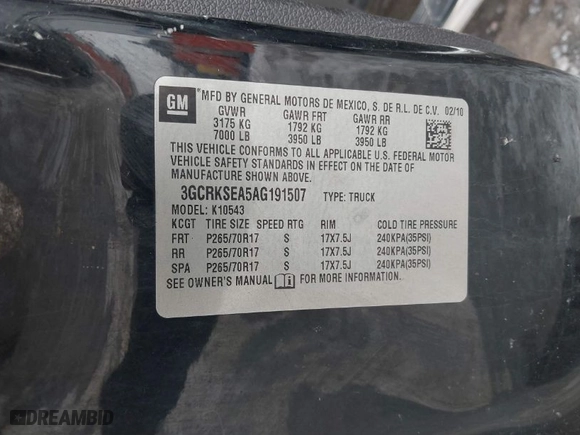 GM MFD BY GENERAL MOTORS DE MEXICO, S. DE R.L. DE C.V. 02/10
GVWR GAWR FRT GAWR RR
3175 KG 1792 KG 1792 KG
7000 LB 3950 LB 3950 LB
THIS VEHICLE CONFORMS TO ALL APPLICABLE U.S. FEDERAL MOTOR
VEHICLE SAFETY STANDARDS IN EFFECT ON THE DATE OF
MANUFACTURE SHOWN ABOVE.
3GCRKSEA5AG191507 TYPE: TRUCK
MODEL: K10543
KCGT TIRE SIZE SPEED RTG RIM COLD TIRE PRESSURE
FRT P265/70R17 S 17X7.5J 240KPA(35PSI)
RR P265/70R17 S 17X7.5J 240KPA(35PSI)
SPA P265/70R17 S 17X7.5J 240KPA(35PSI)
SEE OWNER'S MANUAL FOR MORE INFORMATION.
DREAMBID